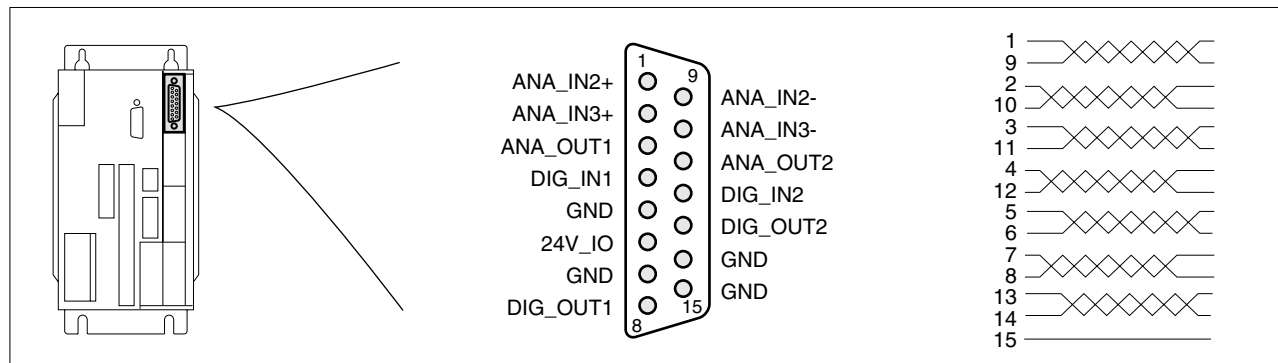 1
9
ANA_IN2+
ANA_IN3+
ANA_OUT1
DIG_IN1
GND
24V_IO
GND
DIG_OUT1
8
15
ANA_IN2-
ANA_IN3-
ANA_OUT2
DIG_IN2
DIG_OUT2
GND
GND
1
9
2
10
3
11
4
12
5
6
7
8
13
14
15